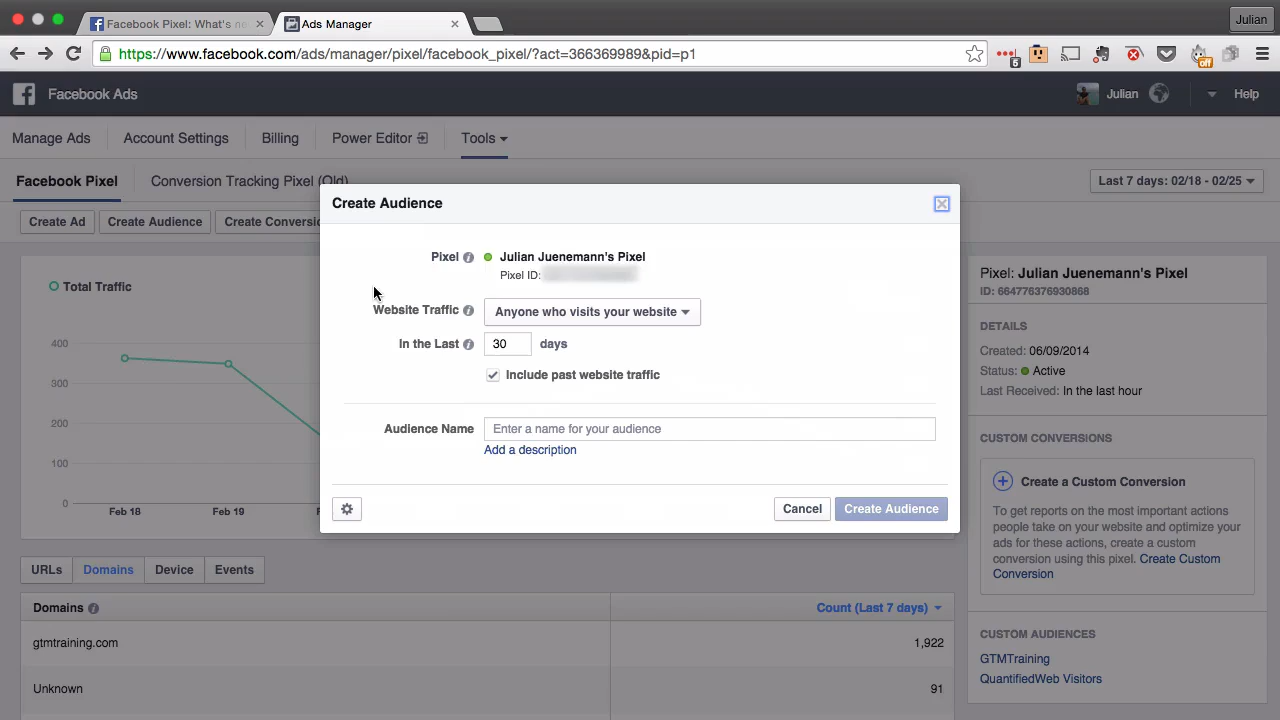 Facebook Pixel: What's ne
Ads Manager
Julian
https://www.facebook.com/ads/manager/pixel/facebook_pixel/?act=366369989&pid=p1
6
off
Facebook Ads
Julian
Help
Manage Ads
Account Settings
Billing
Power Editor
Tools
Facebook Pixel
Conversion Tracking Pixel (Old)
Last 7 days: 02/18 - 02/25
Create Ad
Create Audience
Create Conversio
Total Traffic
400
300
200
100
0
Feb 18
Feb 19
F
Create Audience
Pixel
Julian Juenemann's Pixel
Pixel ID:
Website Traffic
Anyone who visits your website
In the Last
30
days
Include past website traffic
Audience Name
Enter a name for your audience
Add a description
Cancel
Create Audience
Pixel: Julian Juenemann's Pixel
ID: 664776376930868
DETAILS
Created: 06/09/2014
Status: Active
Last Received: In the last hour
CUSTOM CONVERSIONS
Create a Custom Conversion
To get reports on the most important actions
people take on your website and optimize your
ads for these actions, create a custom
conversion using this pixel. Create Custom
Conversion
CUSTOM AUDIENCES
GTMTraining
QuantifiedWeb Visitors
URLs
Domains
Device
Events
Domains
Count (Last 7 days)
gtmtraining.com
1,922
Unknown
91